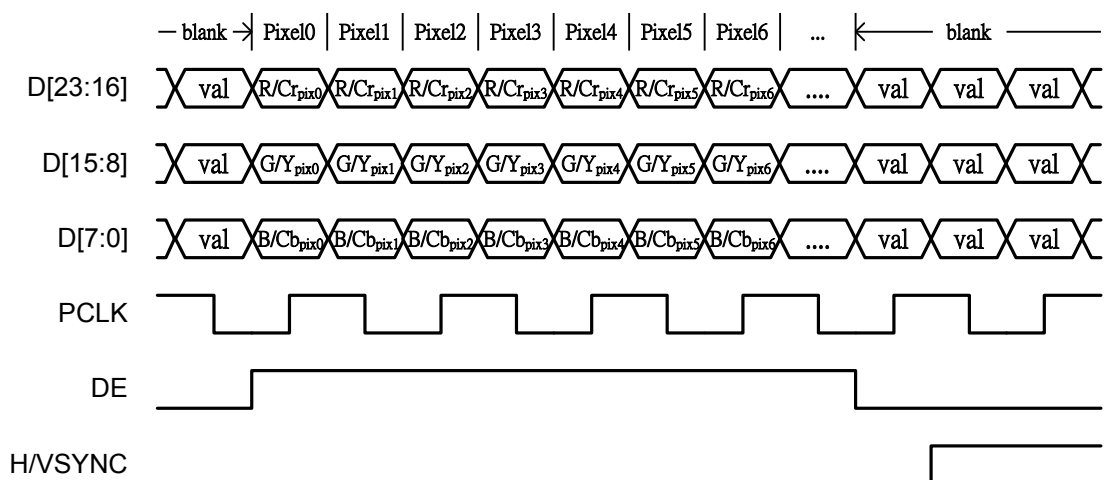 blank Pixel0 Pixel1 Pixel2 Pixel3 Pixel4 Pixel5 Pixel6 ... blank
D[23:16] val R/Crpix0 R/Crpix1 R/Crpix2 R/Crpix3 R/Crpix4 R/Crpix5 R/Crpix6 .... val val val
D[15:8] val G/Ypix0 G/Ypix1 G/Ypix2 G/Ypix3 G/Ypix4 G/Ypix5 G/Ypix6 .... val val val
D[7:0] val B/Cbpix0 B/Cbpix1 B/Cbpix2 B/Cbpix3 B/Cbpix4 B/Cbpix5 B/Cbpix6 .... val val val
PCLK
DE
H/VSYNC